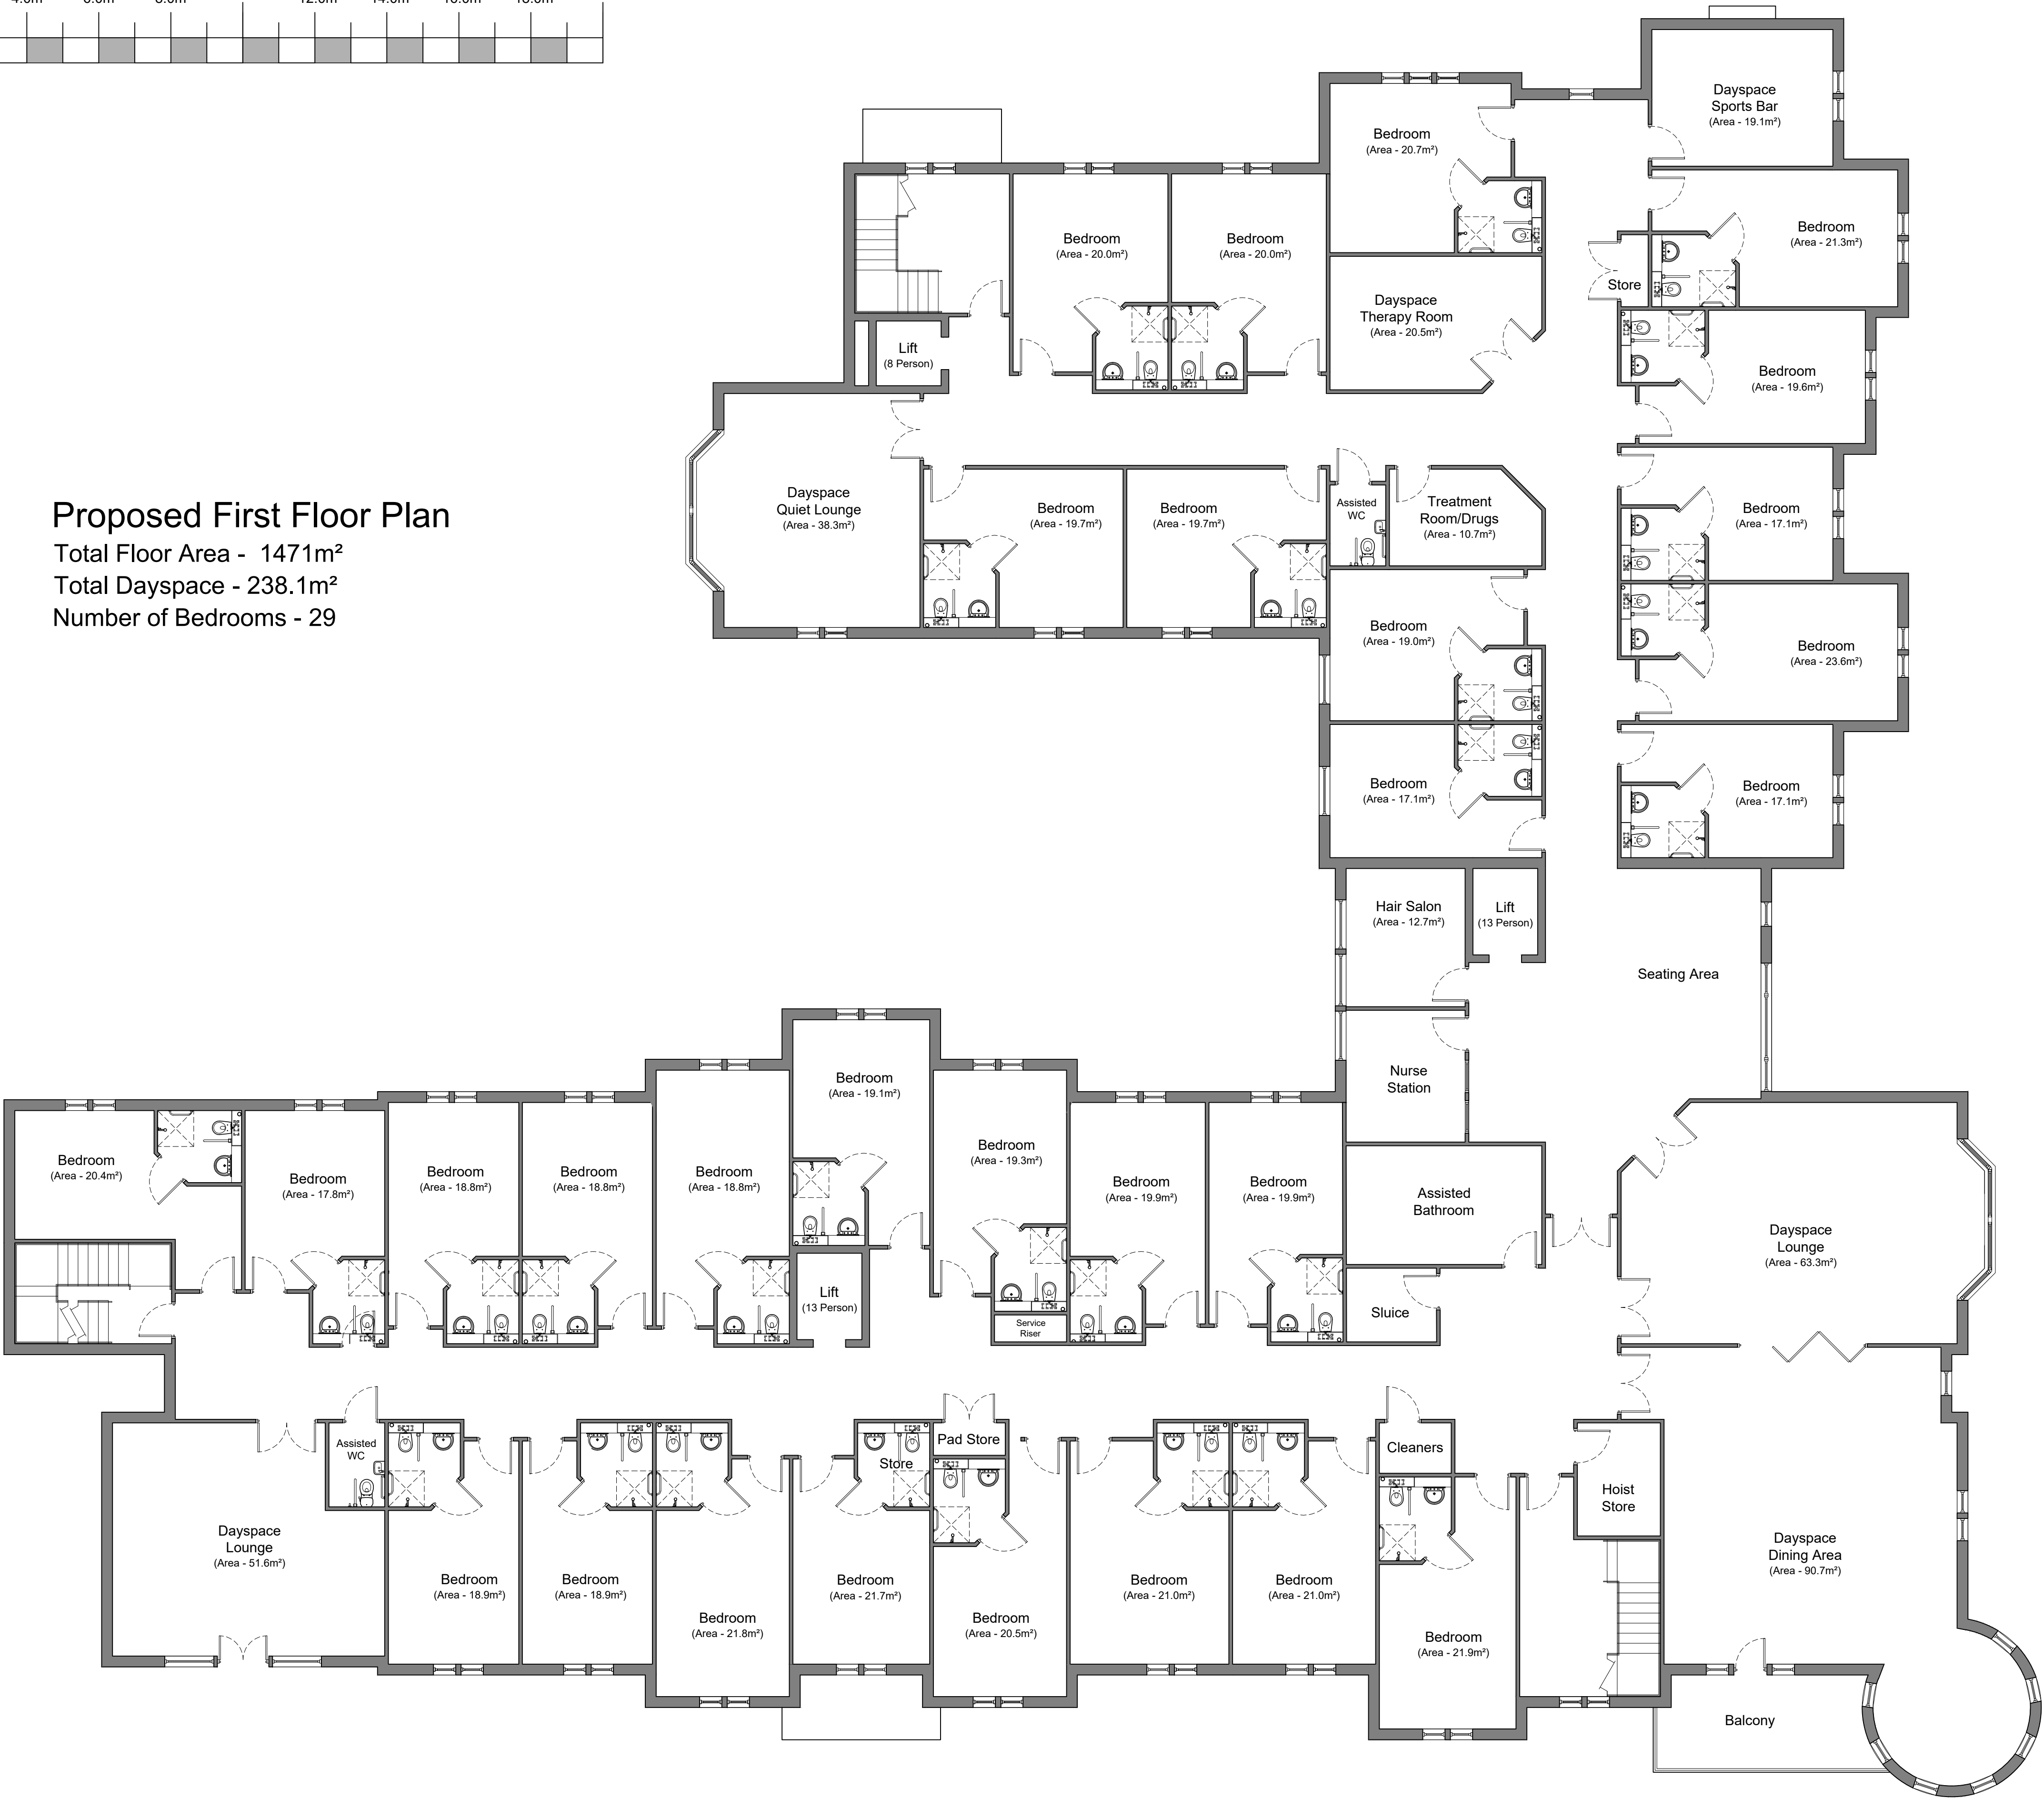 Dayspace
Sports Bar
(Area - 19.1m²)
Bedroom
(Area - 20.7m²)
Bedroom
(Area - 21.3m²)
Bedroom
(Area - 20.0m²)
Bedroom
(Area - 20.0m²)
Store
Dayspace
Therapy Room
(Area - 20.5m²)
Lift
(8 Person)
Bedroom
(Area - 19.6m²)
Proposed First Floor Plan
Total Floor Area - 1471m²
Total Dayspace - 238.1m²
Number of Bedrooms - 29
Dayspace
Quiet Lounge
(Area - 38.3m²)
Bedroom
(Area - 19.7m²)
Bedroom
(Area - 19.7m²)
Assisted
WC
Treatment
Room/Drugs
(Area - 10.7m²)
Bedroom
(Area - 17.1m²)
Bedroom
(Area - 19.0m²)
Bedroom
(Area - 23.6m²)
Bedroom
(Area - 17.1m²)
Bedroom
(Area - 17.1m²)
Hair Salon
(Area - 12.7m²)
Lift
(13 Person)
Seating Area
Nurse
Station
Bedroom
(Area - 20.4m²)
Bedroom
(Area - 17.8m²)
Bedroom
(Area - 18.8m²)
Bedroom
(Area - 18.8m²)
Bedroom
(Area - 18.8m²)
Bedroom
(Area - 19.1m²)
Bedroom
(Area - 19.3m²)
Bedroom
(Area - 19.9m²)
Bedroom
(Area - 19.9m²)
Assisted
Bathroom
Dayspace
Lounge
(Area - 63.3m²)
Lift
(13 Person)
Service
Riser
Sluice
Assisted
WC
Store
Pad Store
Cleaners
Hoist
Store
Dayspace
Lounge
(Area - 51.6m²)
Bedroom
(Area - 18.9m²)
Bedroom
(Area - 18.9m²)
Bedroom
(Area - 21.8m²)
Bedroom
(Area - 21.7m²)
Bedroom
(Area - 20.5m²)
Bedroom
(Area - 21.0m²)
Bedroom
(Area - 21.0m²)
Bedroom
(Area - 21.9m²)
Dayspace
Dining Area
(Area - 90.7m²)
Balcony